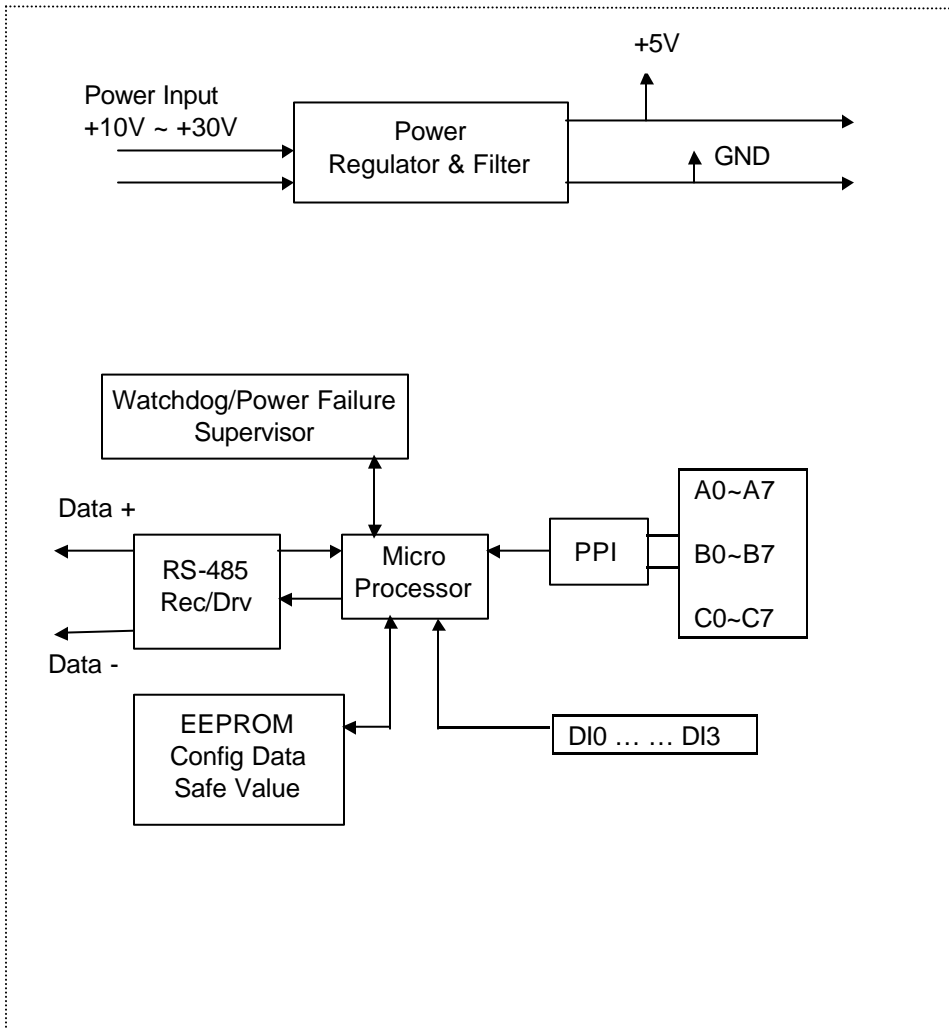 +5V
Power Input
+10V ~ +30V
Power
Regulator & Filter
GND
Watchdog/Power Failure
Supervisor
Data +
RS-485
Rec/Drv
Data -
Micro
Processor
PPI
A0~A7
B0~B7
C0~C7
EEPROM
Config Data
Safe Value
DI0 … … DI3